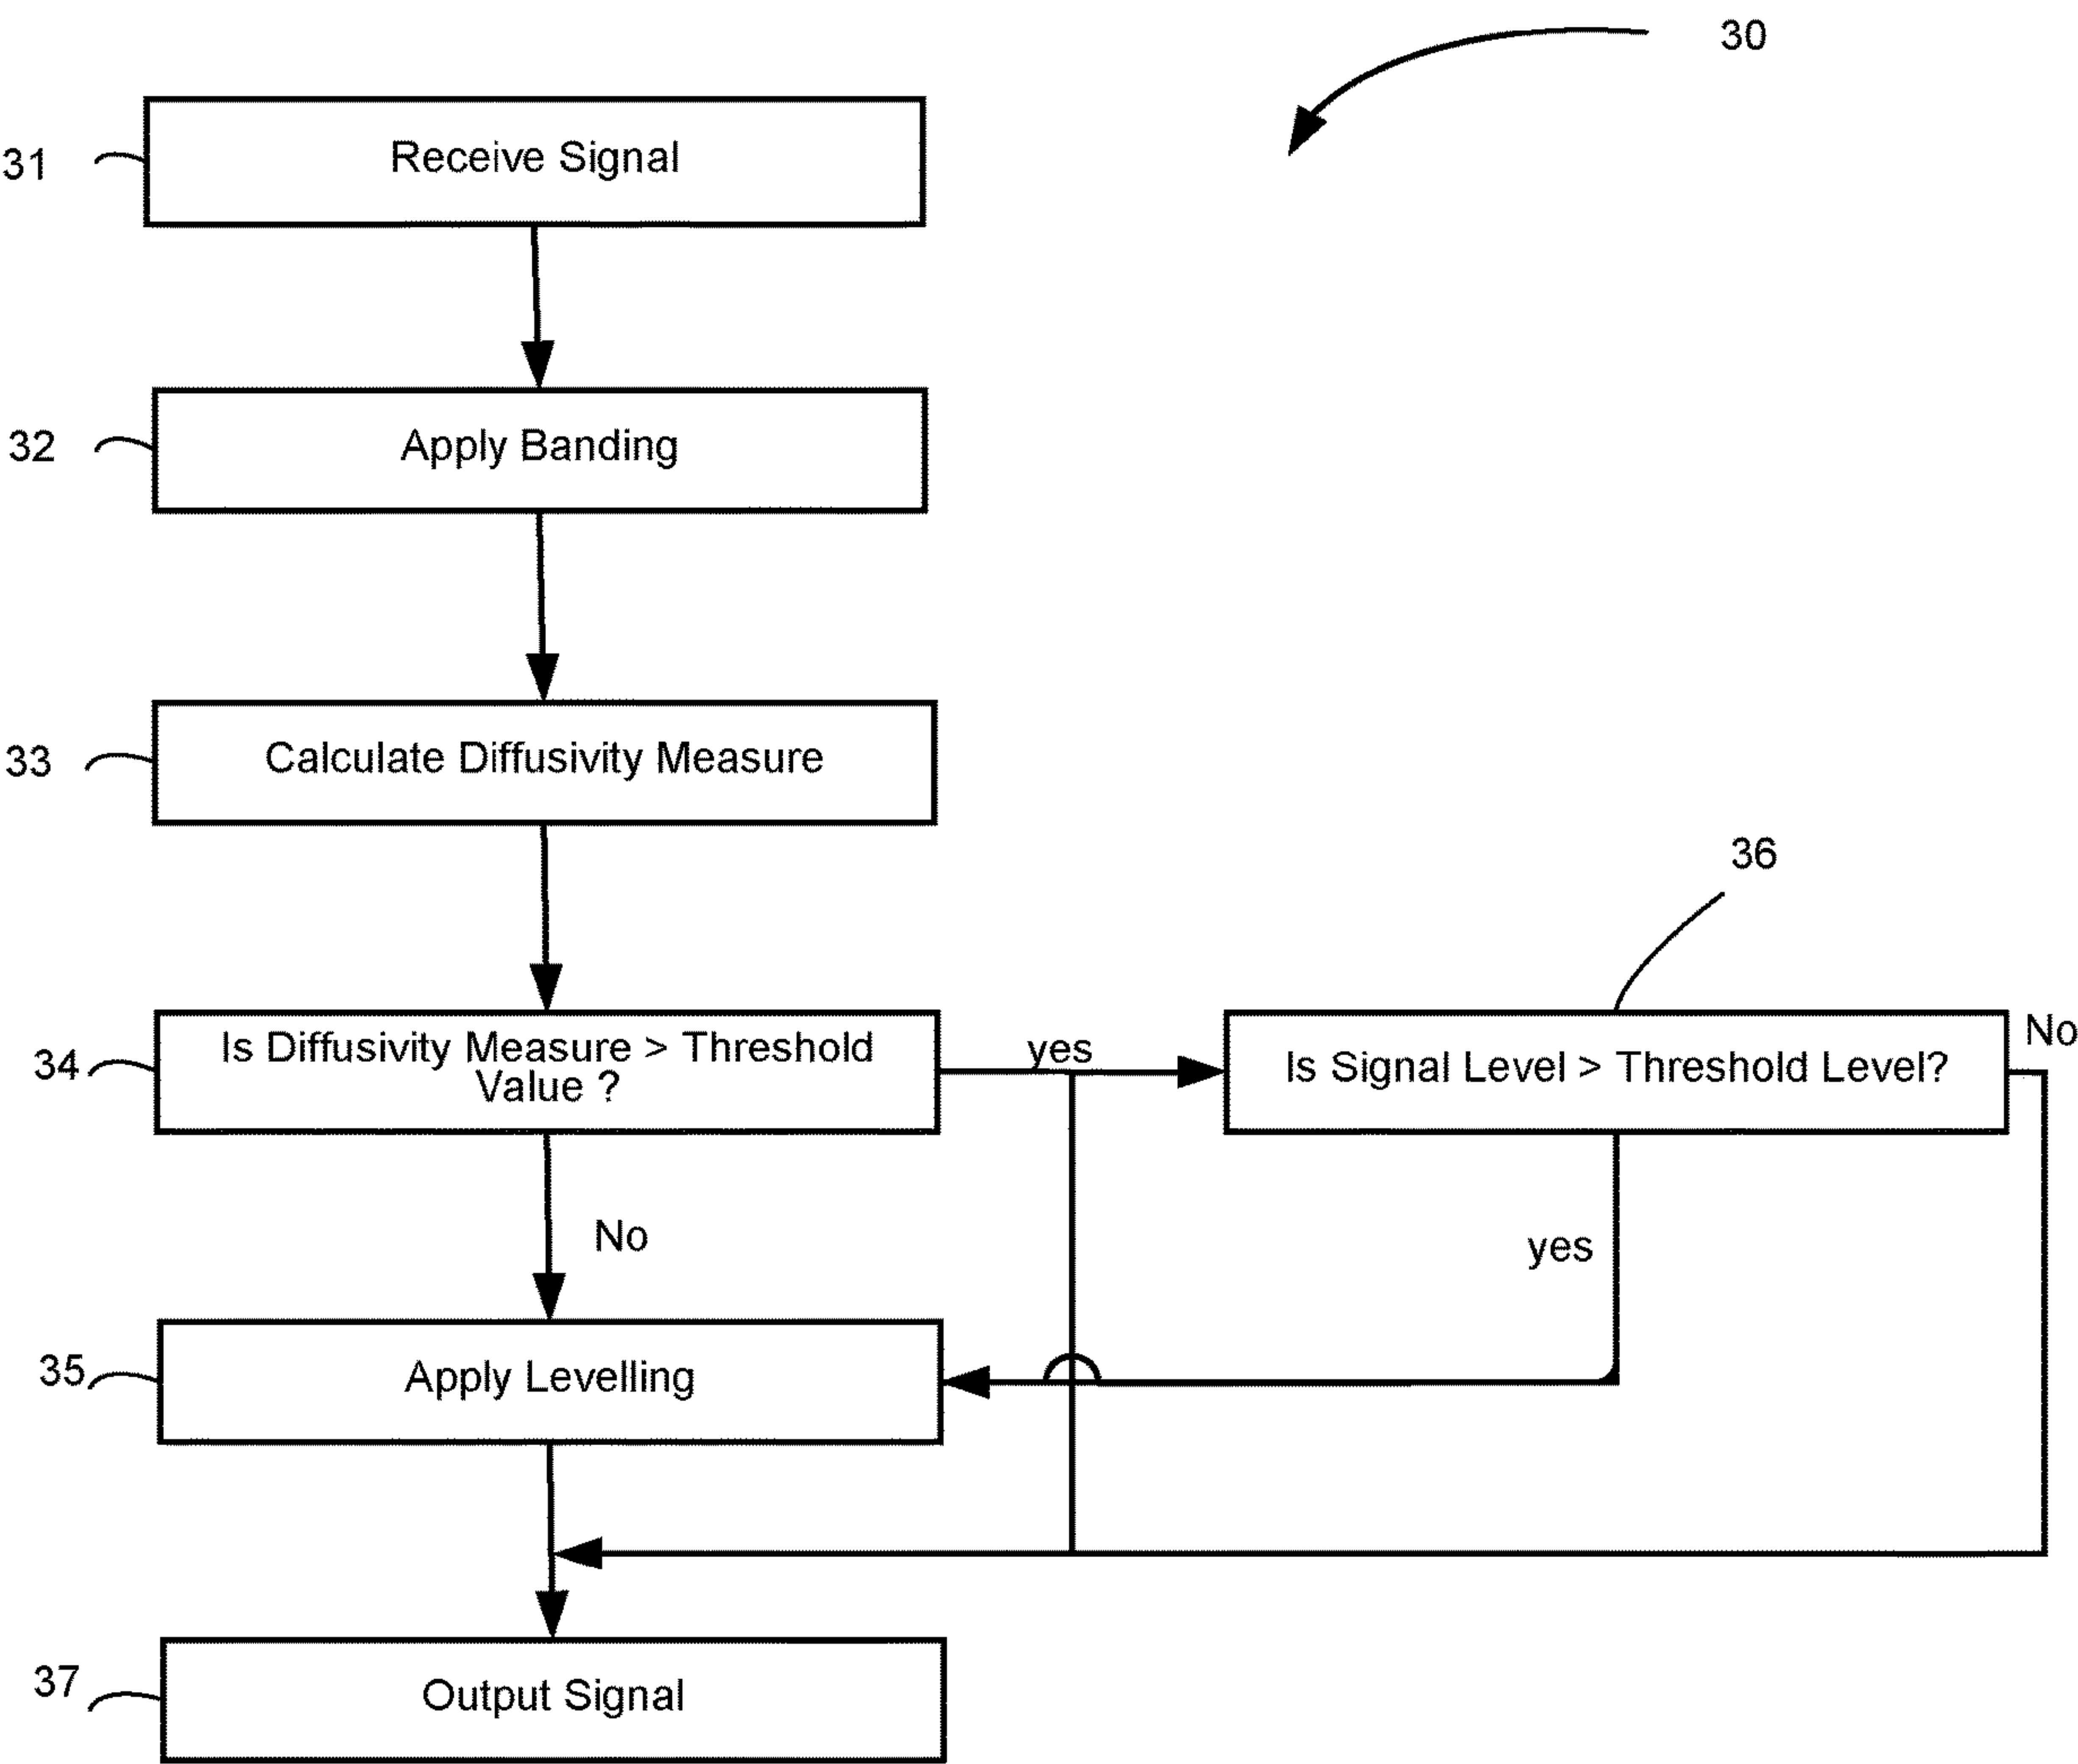 30
31
Receive Signal
32
Apply Banding
33
Calculate Diffusivity Measure
36
34
Is Diffusivity Measure > Threshold
Value ?
yes
Is Signal Level > Threshold Level?
No
No
yes
35
Apply Levelling
37
Output Signal